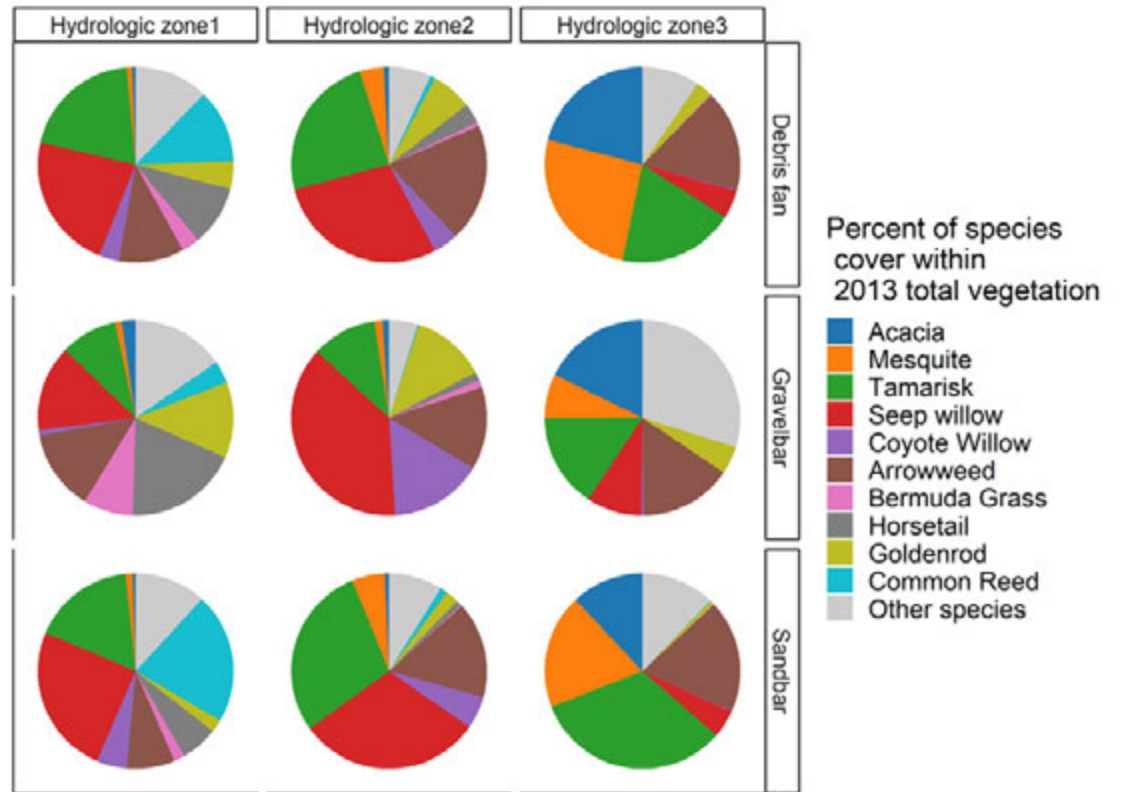 Hydrologic zone1
Hydrologic zone2
Hydrologic zone3
Debris fan
Gravelbar
Sandbar
Percent of species
cover within
2013 total vegetation
Acacia
Mesquite
Tamarisk
Seep willow
Coyote Willow
Arrowweed
Bermuda Grass
Horsetail
Goldenrod
Common Reed
Other species